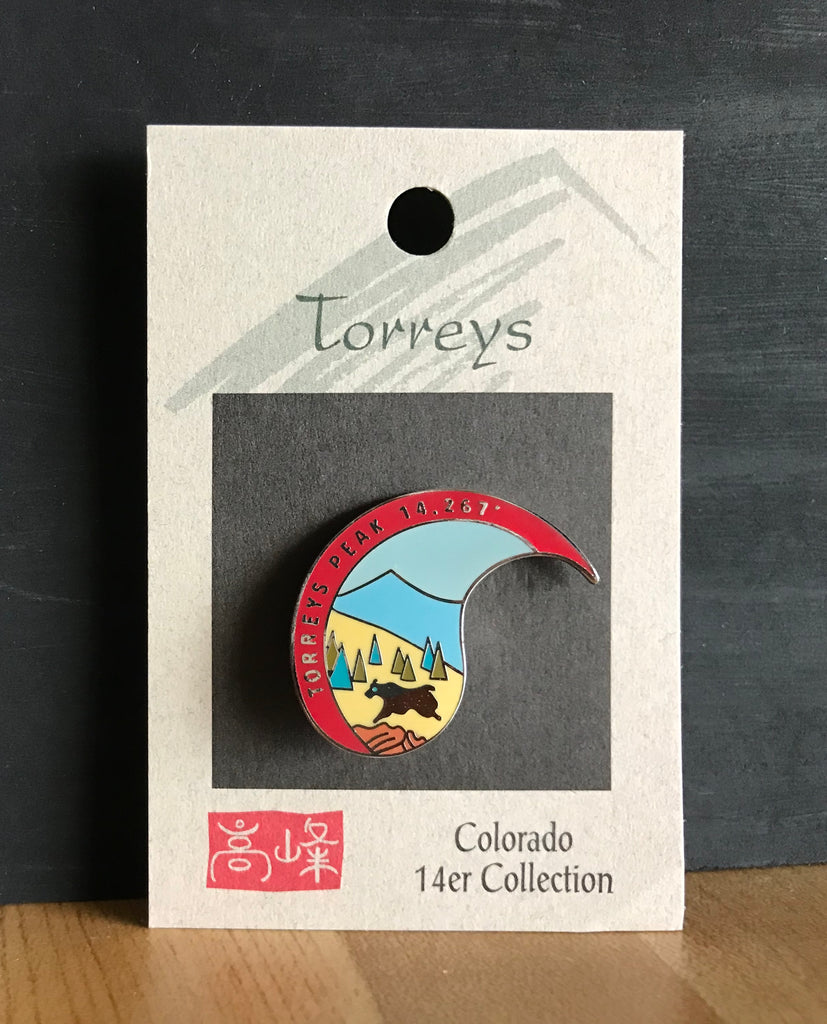 Torreys
TORREYS PEAK 14,267'
高峰
Colorado
14er Collection